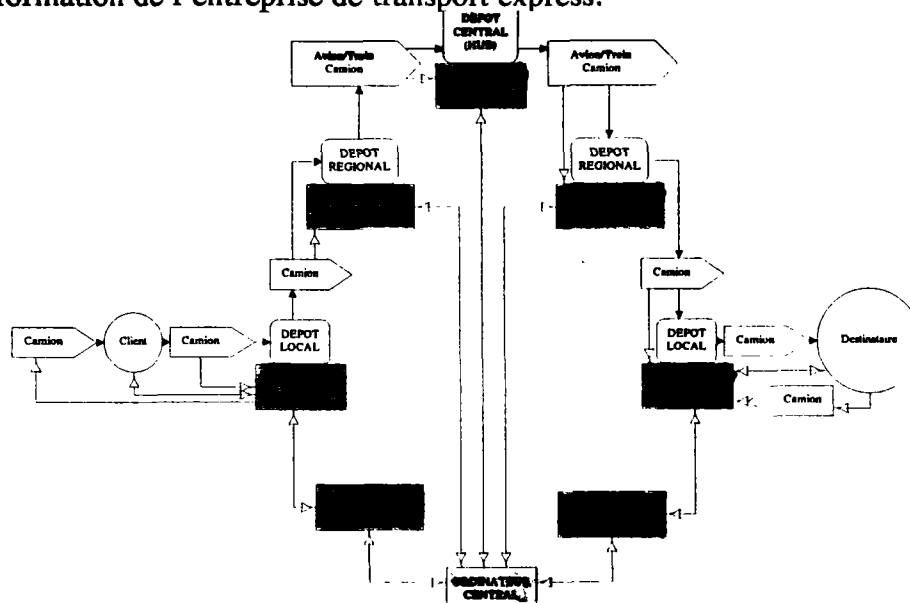 formation de l'entreprise de transport express.
DEPOT
CENTRAL
(HUB)
Avion/Train
Camion
Avion/Train
Camion
DEPOT
REGIONAL
DEPOT
REGIONAL
Camion
Camion
Camion
Client
Camion
DEPOT
LOCAL
DEPOT
LOCAL
Camion
Destinataire
Camion
ORDINATEUR
CENTRAL